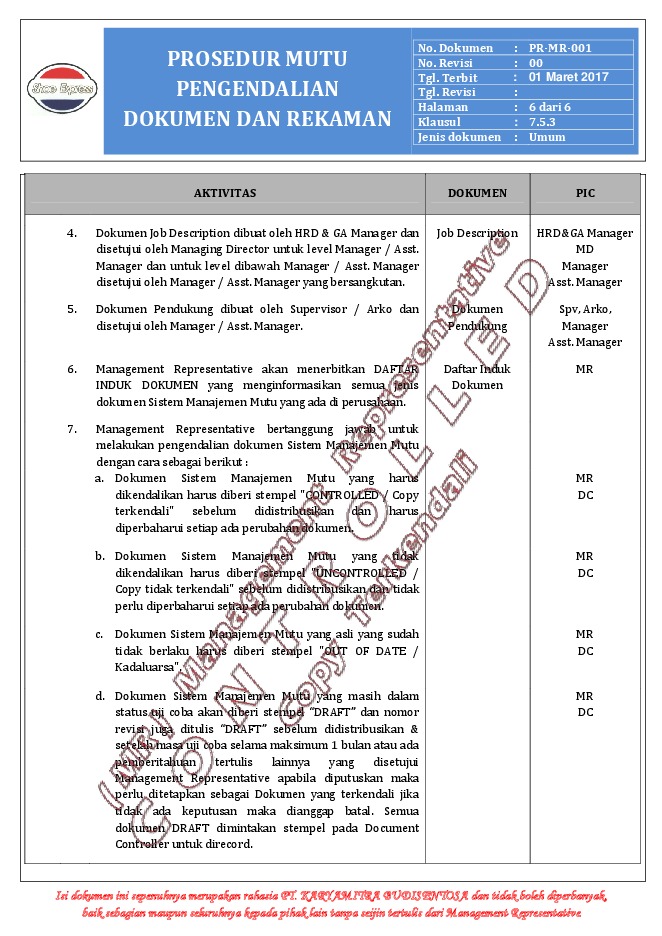 Shoes Express
PROSEDUR MUTU
PENGENDALIAN
DOKUMEN DAN REKAMAN
No. Dokumen : PR-MR-001
No. Revisi : 00
Tgl. Terbit : 01 Maret 2017
Tgl. Revisi :
Halaman : 6 dari 6
Klausul : 7.5.3
Jenis dokumen : Umum
AKTIVITAS DOKUMEN PIC
4. Dokumen Job Description dibuat oleh HRD & GA Manager dan Job Description HRD&GA Manager
disetujui oleh Managing Director untuk level Manager / Asst. MD
Manager dan untuk level dibawah Manager / Asst. Manager Manager
disetujui oleh Manager / Asst. Manager yang bersangkutan. Asst. Manager
5. Dokumen Pendukung dibuat oleh Supervisor / Arko dan Dokumen Spv, Arko,
disetujui oleh Manager / Asst. Manager. Pendukung Manager
Asst. Manager
6. Management Representative akan menerbitkan DAFTAR Daftar Induk MR
INDUK DOKUMEN yang menginformasikan semua jenis Dokumen
dokumen Sistem Manajemen Mutu yang ada di perusahaan.
7. Management Representative bertanggung jawab untuk
melakukan pengendalian dokumen Sistem Manajemen Mutu
dengan cara sebagai berikut :
a. Dokumen Sistem Manajemen Mutu yang harus MR
dikendalikan harus diberi stempel "CONTROLLED / Copy DC
terkendali" sebelum didistribusikan dan harus
diperbaharui setiap ada perubahan dokumen.
b. Dokumen Sistem Manajemen Mutu yang tidak MR
dikendalikan harus diberi stempel "UNCONTROLLED / DC
Copy tidak terkendali" sebelum didistribusikan dan tidak
perlu diperbaharui setiap ada perubahan dokumen.
c. Dokumen Sistem Manajemen Mutu yang asli yang sudah MR
tidak berlaku harus diberi stempel "OUT OF DATE / DC
Kadaluarsa".
d. Dokumen Sistem Manajemen Mutu yang masih dalam MR
status uji coba akan diberi stempel “DRAFT” dan nomor DC
revisi juga ditulis “DRAFT” sebelum didistribusikan &
setelah masa uji coba selama maksimum 1 bulan atau ada
pemberitahuan tertulis lainnya yang disetujui
Management Representative apabila diputuskan maka
perlu ditetapkan sebagai Dokumen yang terkendali jika
tidak ada keputusan maka dianggap batal. Semua
dokumen DRAFT dimintakan stempel pada Document
Controller untuk direcord.
(MR) Management Representative
CONTROLLED
Copy Terkendali
Isi dokumen ini sepenuhnya merupakan rahasia PT. KARYAMITRA BUDISENTOSA dan tidak boleh diperbanyak,
baik sebagian maupun seluruhnya kepada pihak lain tanpa seijin tertulis dari Management Representative